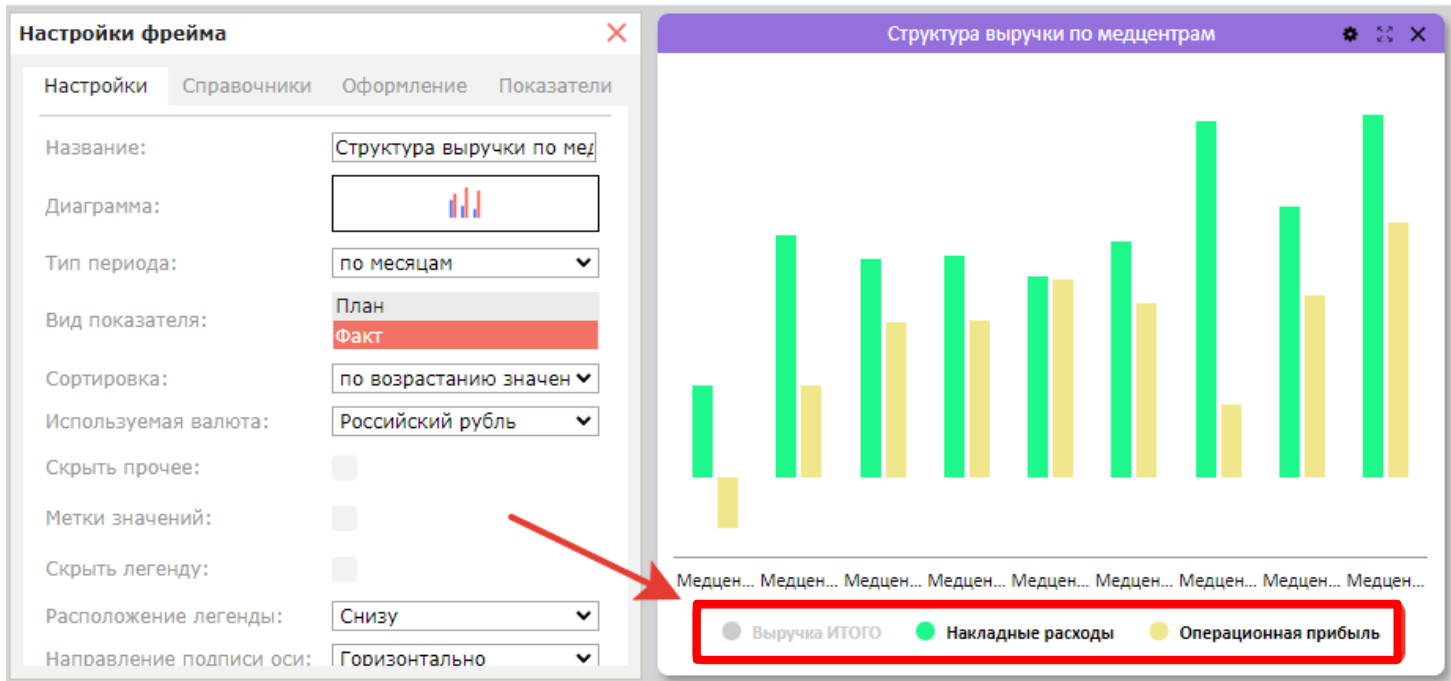 Настройки фрейма
Настройки Справочники Оформление Показатели
Название: Структура выручки по мед
Диаграмма:
Тип периода: по месяцам
Вид показателя: План
Факт
Сортировка: по возрастанию значен
Используемая валюта: Российский рубль
Скрыть прочее:
Метки значений:
Скрыть легенду:
Расположение легенды: Снизу
Направление подписи оси: Горизонтально
Структура выручки по медцентрам
Медцен... Медцен... Медцен... Медцен... Медцен... Медцен... Медцен... Медцен... Медцен...
Выручка ИТОГО Накладные расходы Операционная прибыль